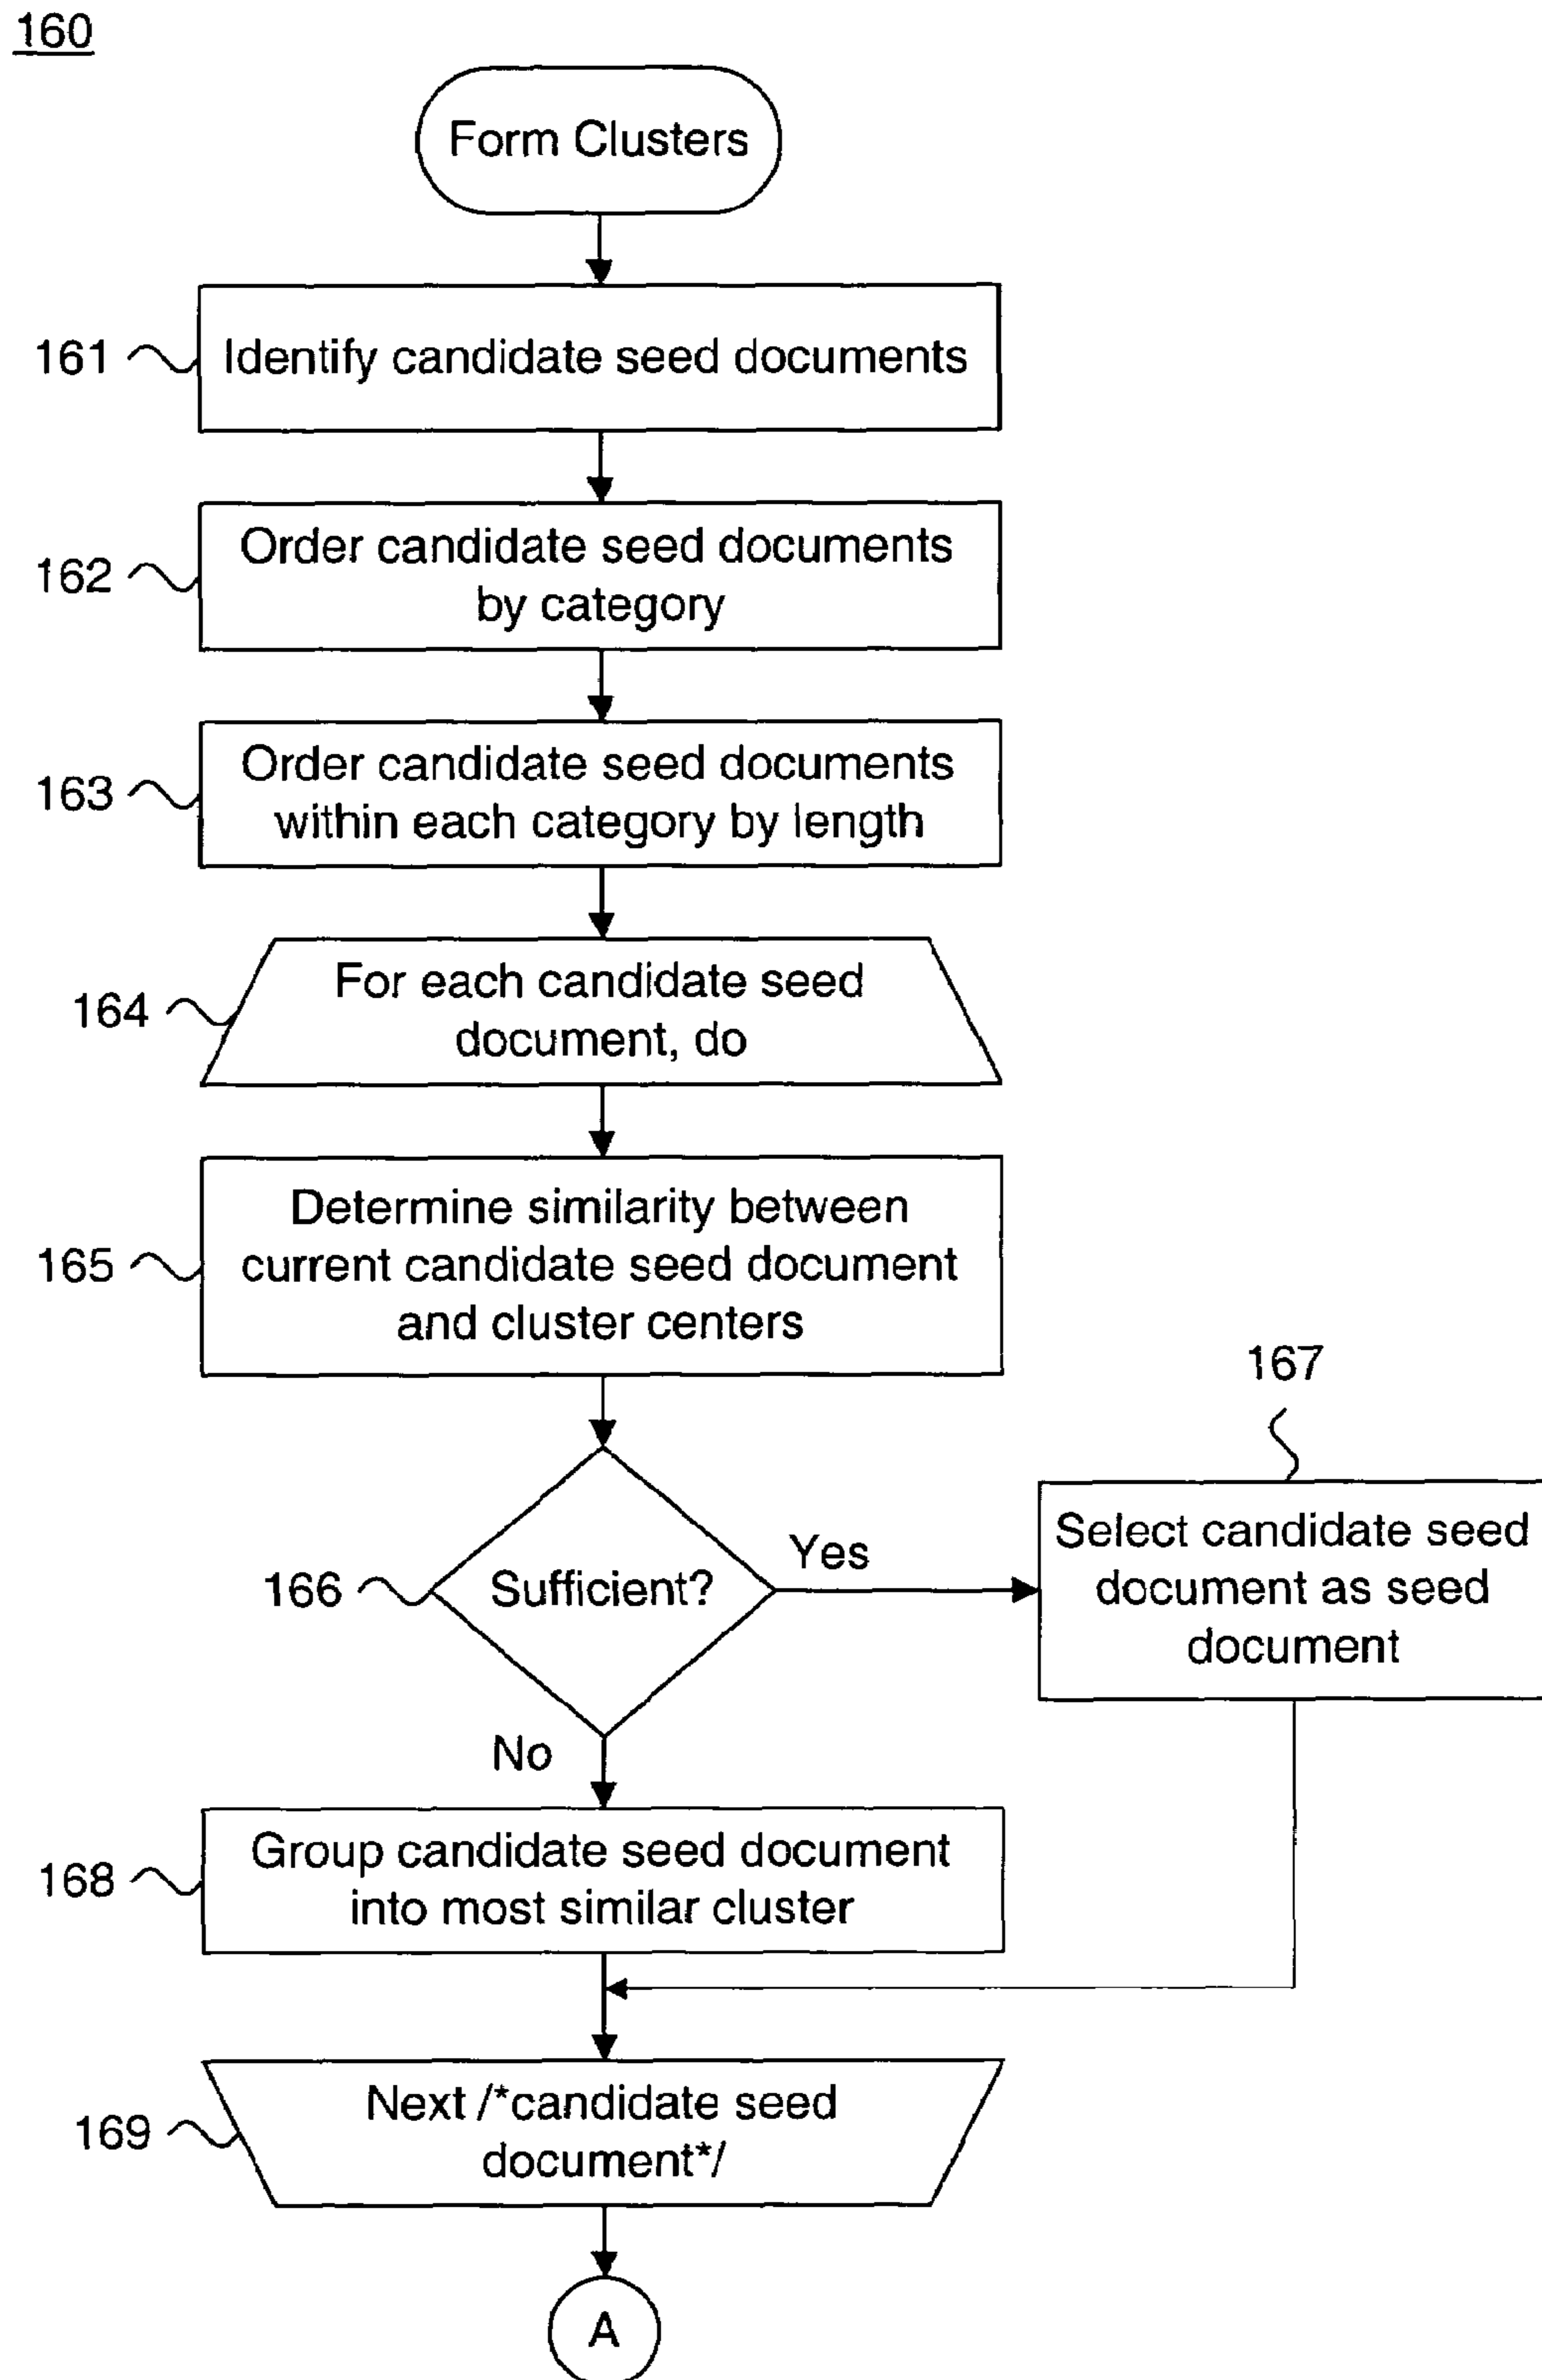 160
Form Clusters
161
Identify candidate seed documents
162
Order candidate seed documents
by category
163
Order candidate seed documents
within each category by length
164
For each candidate seed
document, do
165
Determine similarity between
current candidate seed document
and cluster centers
166
Sufficient?
Yes
167
Select candidate seed
document as seed
document
No
168
Group candidate seed document
into most similar cluster
169
Next /*candidate seed
document*/
A